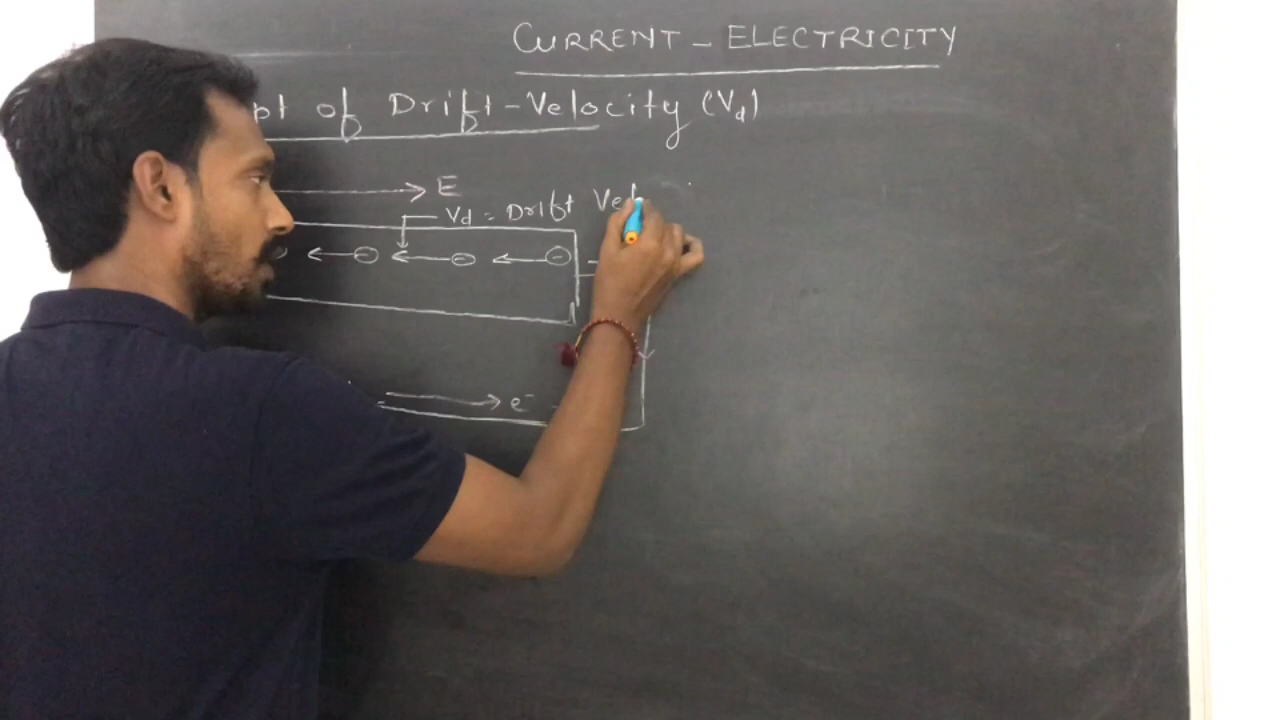 CURRENT - ELECTRICITY
pt of Drift-Velocity (Vd)
E
Vd = Drift Vel
e-